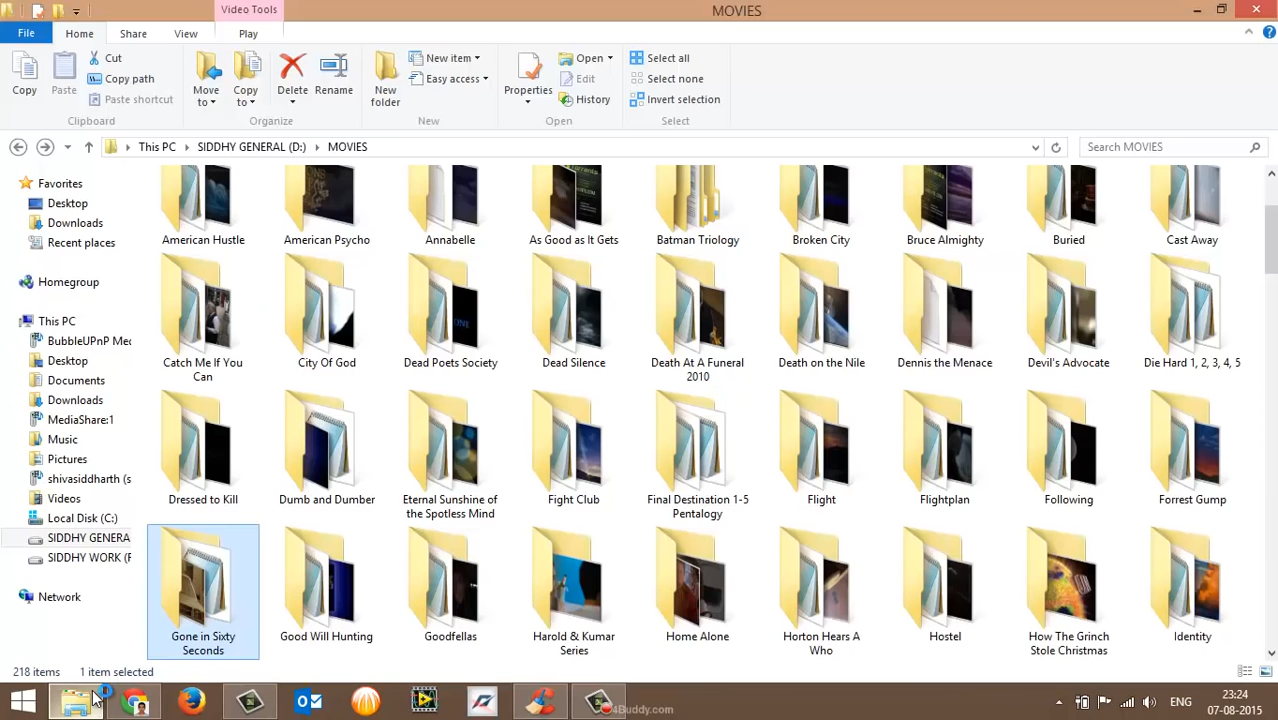 Video Tools
MOVIES
File
Home
Share
View
Play
Copy
Paste
Cut
Copy path
Paste shortcut
Clipboard
Move to
Copy to
Delete
Rename
Organize
New folder
New item
Easy access
New
Properties
Open
Edit
History
Open
Select all
Select none
Invert selection
Select
This PC
SIDDHY GENERAL (D:)
MOVIES
Search MOVIES
Favorites
Desktop
Downloads
Recent places
Homegroup
This PC
BubbleUPnP Mec
Desktop
Documents
Downloads
MediaShare:1
Music
Pictures
shivasiddharth (s
Videos
Local Disk (C:)
SIDDHY GENERA
SIDDHY WORK (F
Network
American Hustle
American Psycho
Annabelle
As Good as It Gets
Batman Triology
Broken City
Bruce Almighty
Buried
Cast Away
Catch Me If You
Can
City Of God
Dead Poets Society
Dead Silence
Death At A Funeral
2010
Death on the Nile
Dennis the Menace
Devil's Advocate
Die Hard 1, 2, 3, 4, 5
Dressed to Kill
Dumb and Dumber
Eternal Sunshine of
the Spotless Mind
Fight Club
Final Destination 1-5
Pentalogy
Flight
Flightplan
Following
Forrest Gump
Gone in Sixty
Seconds
Good Will Hunting
Goodfellas
Harold & Kumar
Series
Home Alone
Horton Hears A
Who
Hostel
How The Grinch
Stole Christmas
Identity
218 items
1 item selected
4Buddy.com
ENG
23:24
07-08-2015